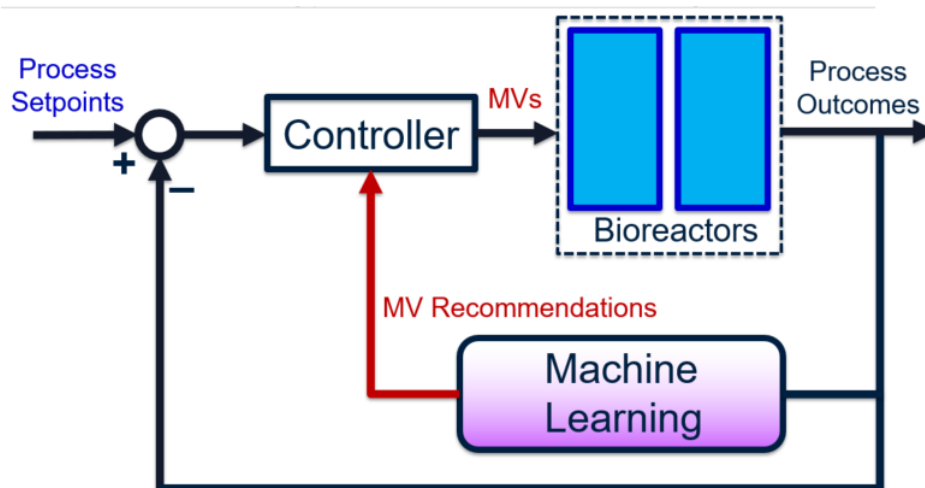 Process
Setpoints
+
−
Controller
MVs
Bioreactors
Process
Outcomes
MV Recommendations
Machine
Learning